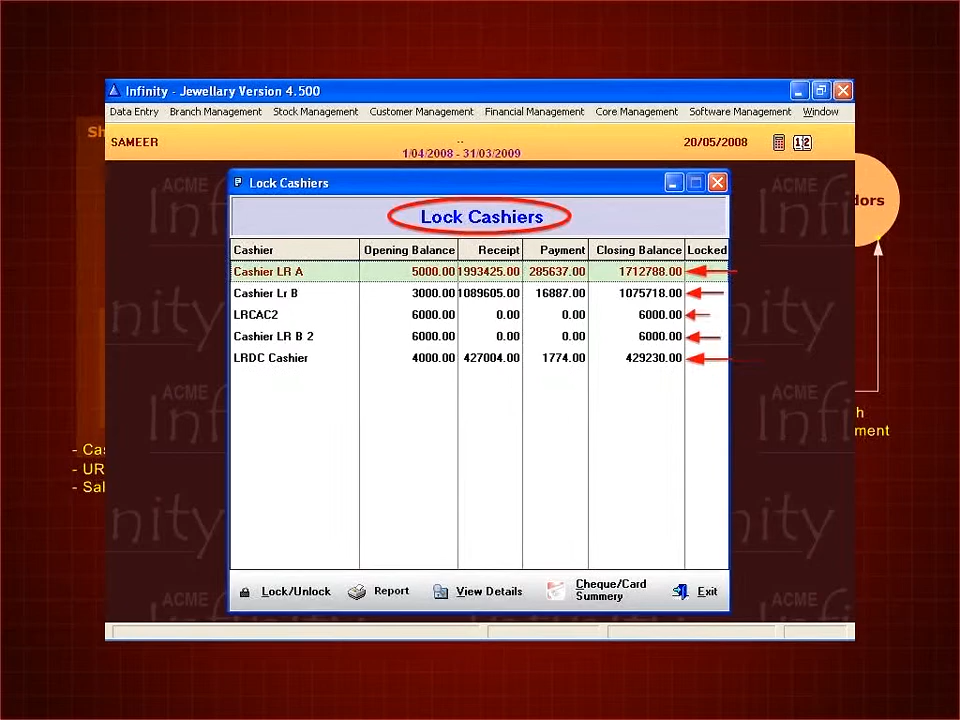 Infinity - Jewellary Version 4.500
Data Entry Branch Management Stock Management Customer Management Financial Management Core Management Software Management Window
SAMEER 20/05/2008 12
1/04/2008 - 31/03/2009
Lock Cashiers
Lock Cashiers
Cashier Opening Balance Receipt Payment Closing Balance Locked
Cashier LR A 5000.00 1993425.00 285637.00 1712788.00
Cashier Lr B 3000.00 1089605.00 16887.00 1075718.00
LRCAC2 6000.00 0.00 0.00 6000.00
Cashier LR B 2 6000.00 0.00 0.00 6000.00
LRDC Cashier 4000.00 427004.00 1774.00 429230.00
Lock/Unlock Report View Details Cheque/Card Summery Exit
ACME
Infinity
- UR